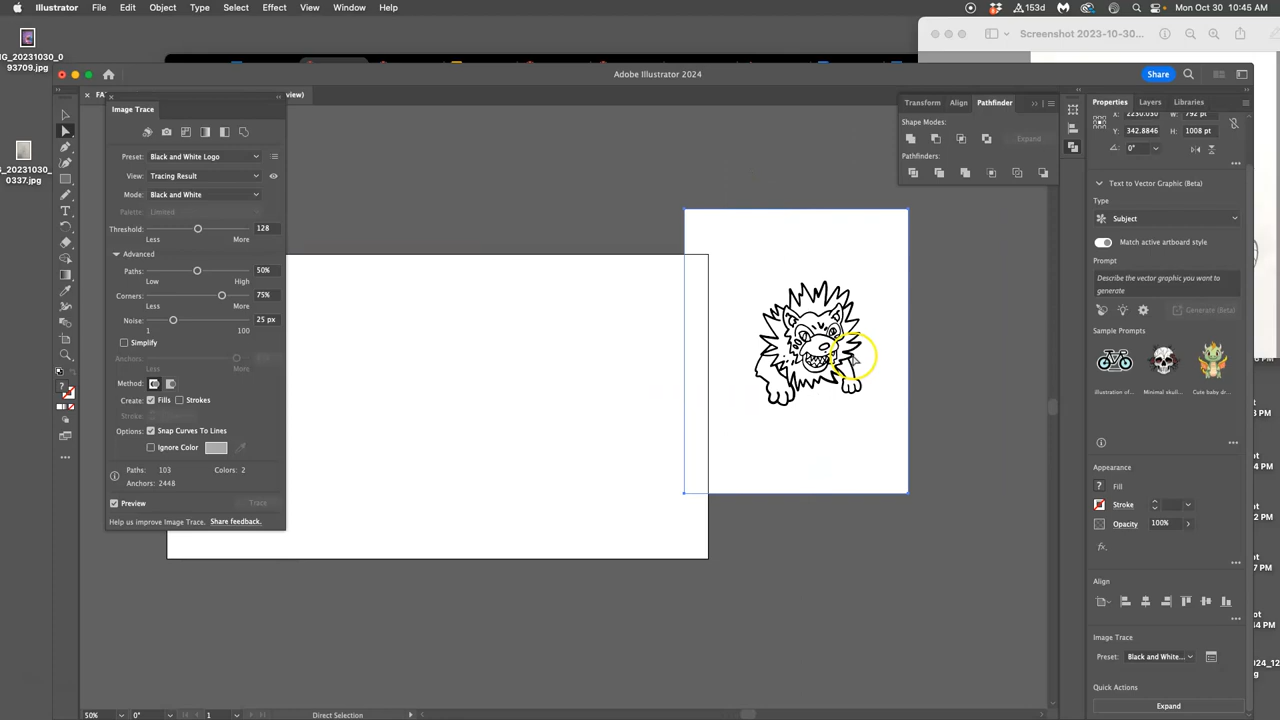 Illustrator File Edit Object Type Select Effect View Window Help
153d
Mon Oct 30 10:45 AM
93709.jpg
0337.jpg
Screenshot 2023-10-30...
Adobe Illustrator 2024
Share
Image Trace
Preset: Black and White Logo
View: Tracing Result
Mode: Black and White
Palette: Limited
Threshold: 128
Less More
Advanced
Paths: 50%
Low High
Corners: 75%
Less More
Noise: 25 px
1 100
Simplify
Anchors:
Less More
Method:
Create: Fills Strokes
Stroke:
Options: Snap Curves To Lines
Ignore Color
Paths: 103 Colors: 2
Anchors: 2448
Preview Trace
Help us improve Image Trace. Share feedback.
Transform Align Pathfinder
Shape Modes:
Expand
Pathfinders:
Properties Layers Libraries
X: 2230.030 W: 792 pt
Y: 342.8846 H: 1008 pt
0°
Text to Vector Graphic (Beta)
Type
Subject
Match active artboard style
Prompt
Describe the vector graphic you want to
generate
Generate (Beta)
Sample Prompts
illustration of... Minimal skull... Cute baby dr...
Appearance
Fill
Stroke
Opacity 100%
fx.
Align
Image Trace
Preset: Black and White...
Quick Actions
Expand
50% 0° 1 Direct Selection